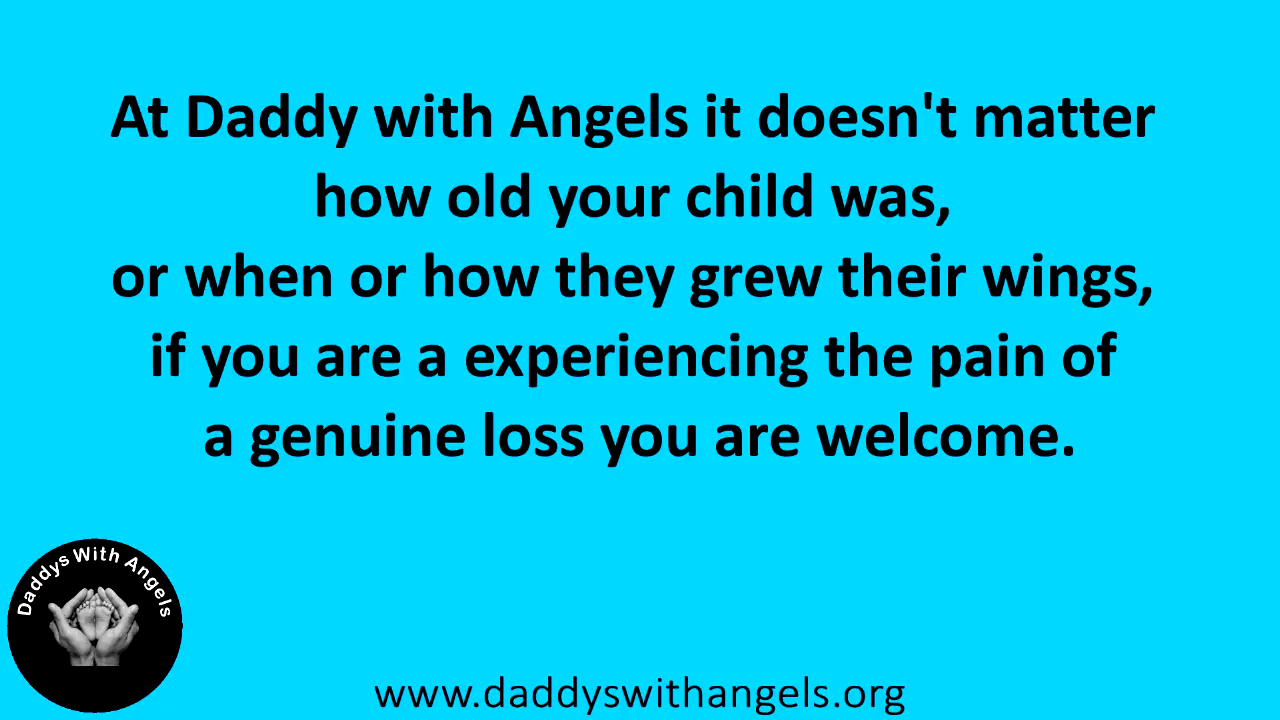 At Daddy with Angels it doesn't matter
how old your child was,
or when or how they grew their wings,
if you are a experiencing the pain of
a genuine loss you are welcome.
Daddys With Angels
www.daddyswithangels.org